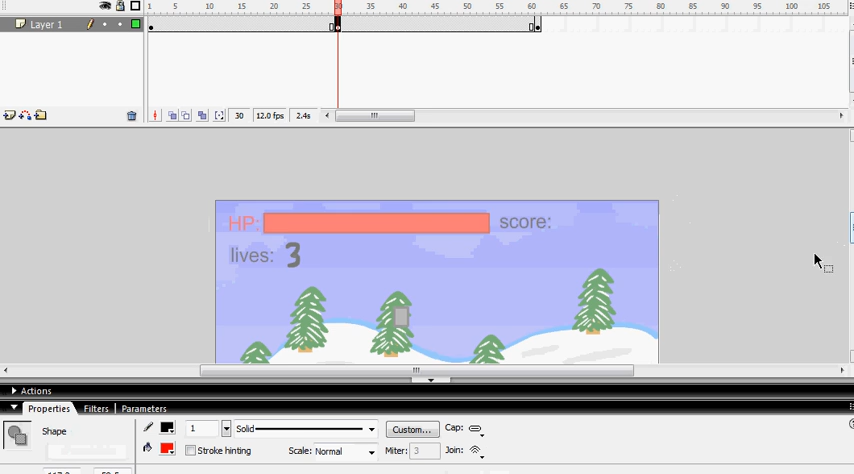 1 5 10 15 20 25 30 35 40 45 50 55 60 65 70 75 80 85 90 95 100 105
Layer 1
30 12.0 fps 2.4s
HP: score:
lives: 3
Actions
Properties Filters Parameters
Shape 1 Solid Custom... Cap:
Stroke hinting Scale: Normal Miter: 3 Join: